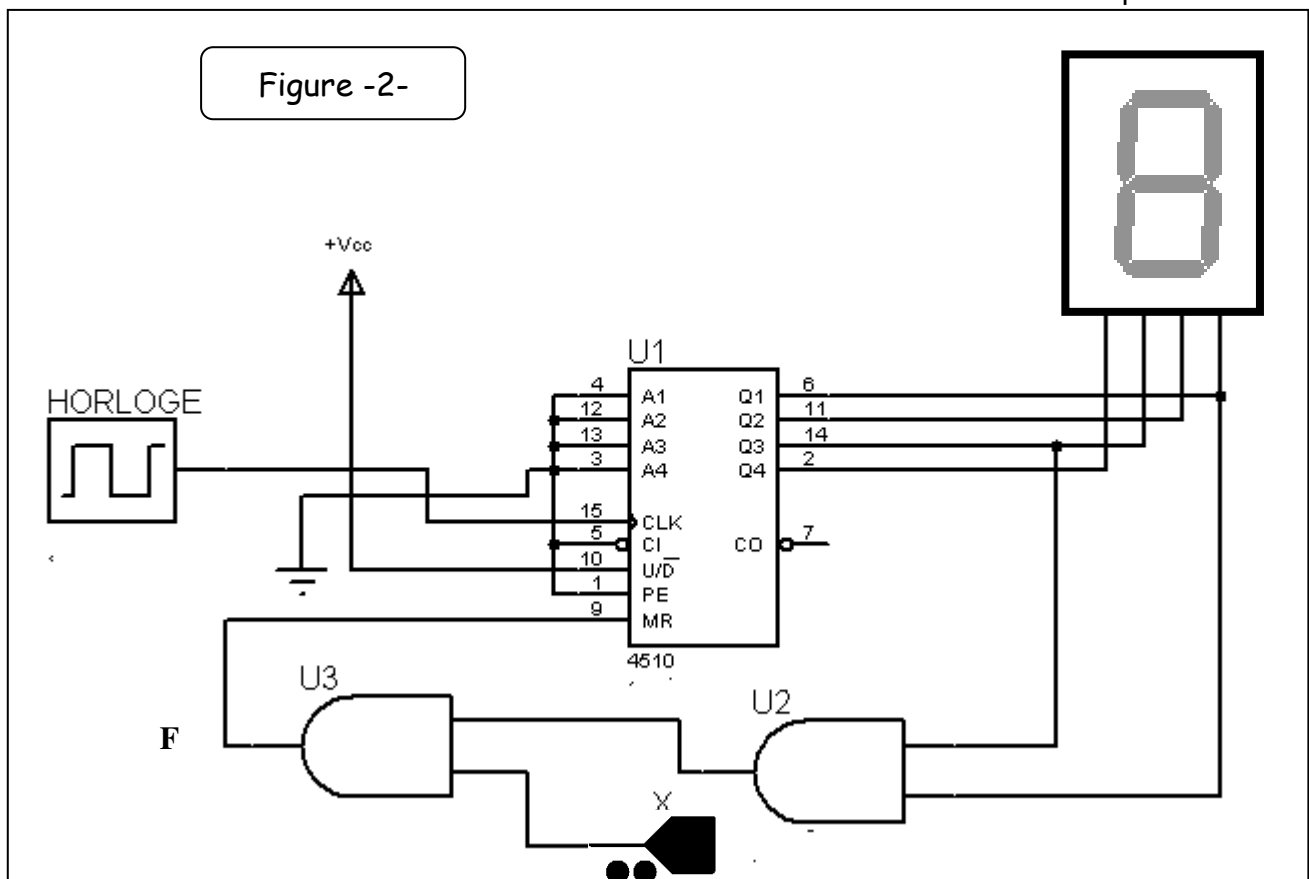 Figure -2-
+Vcc
U1
HORLOGE
4 A1 Q1 6
12 A2 Q2 11
13 A3 Q3 14
3 A4 Q4 2
15 CLK
5 CI CO 7
10 U/D̅
1 PE
9 MR
4510
U3
U2
F
X